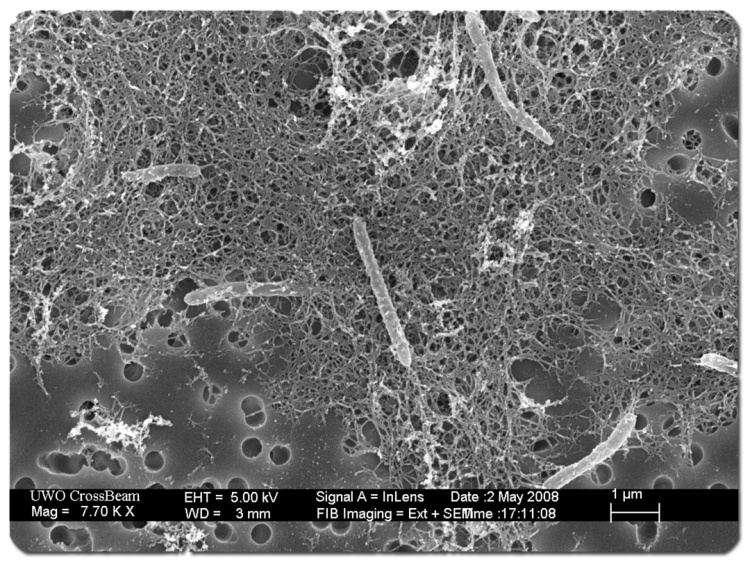 UWO CrossBeam EHT = 5.00 kV Signal A = InLens Date :2 May 2008 1 µm
Mag = 7.70 K X WD = 3 mm FIB Imaging = Ext + SEM Time :17:11:08